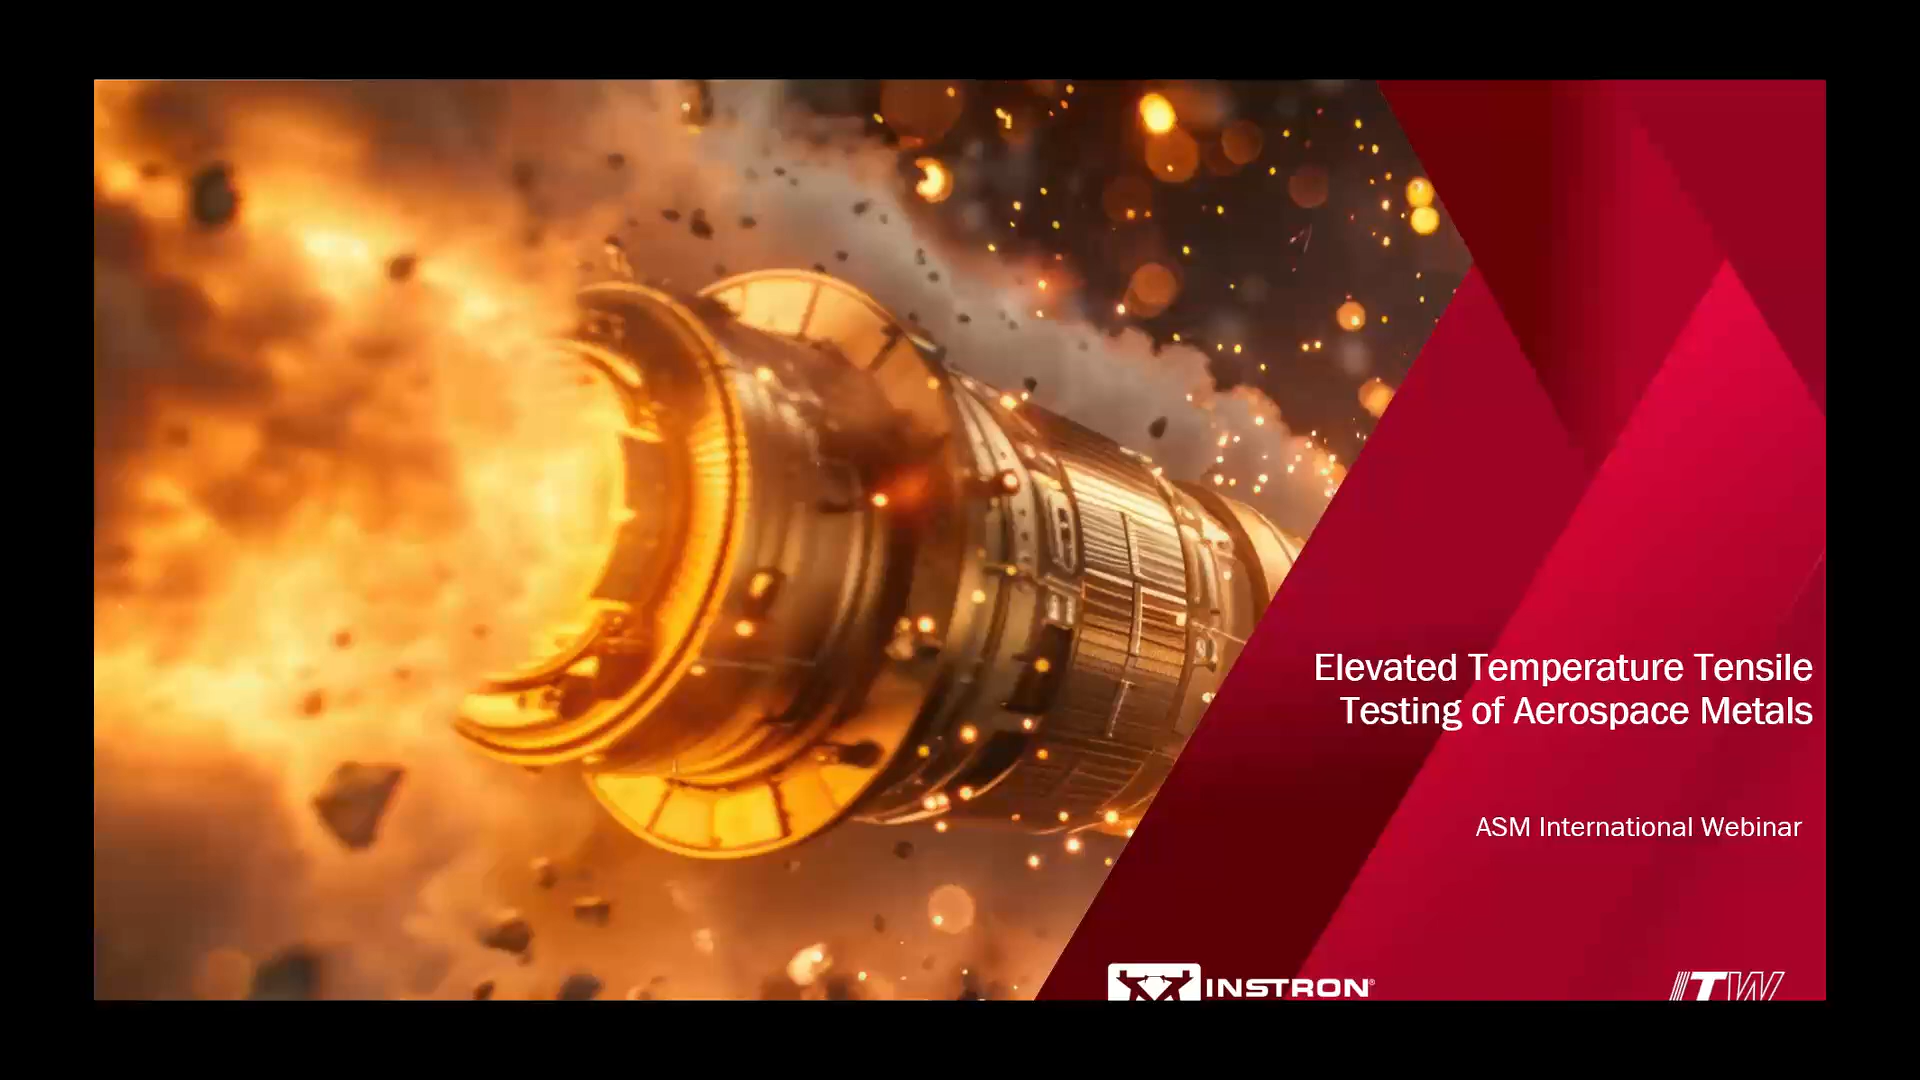 Elevated Temperature Tensile
Testing of Aerospace Metals
ASM International Webinar
INSTRON®
ITW